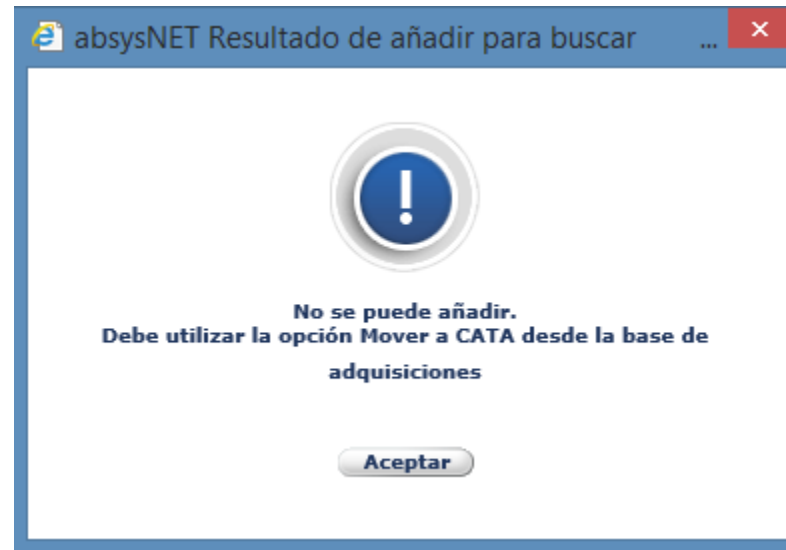 absysNET Resultado de añadir para buscar ...
No se puede añadir.
Debe utilizar la opción Mover a CATA desde la base de
adquisiciones
Aceptar